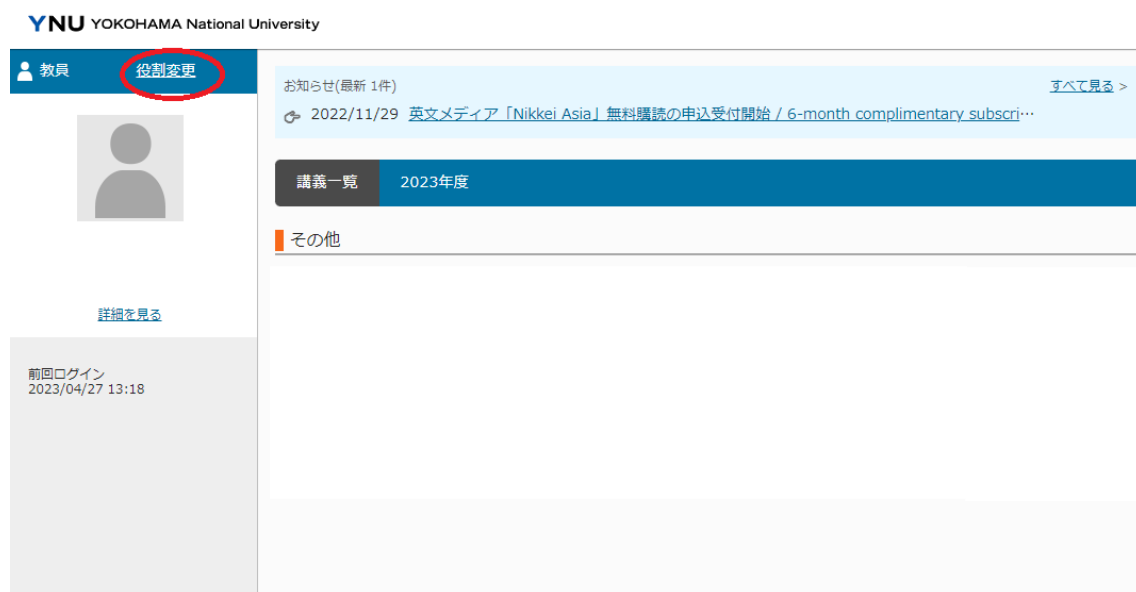 YNU YOKOHAMA National University
教員 役割変更
お知らせ(最新 1件) すべて見る >
2022/11/29 英文メディア「Nikkei Asia」無料購読の申込受付開始 / 6-month complimentary subscri…
講義一覧 2023年度
その他
詳細を見る
前回ログイン
2023/04/27 13:18